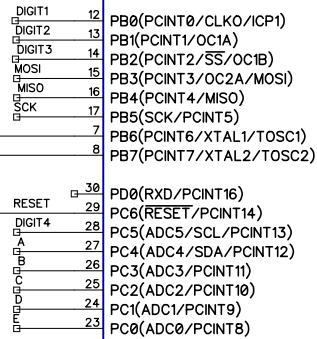 DIGIT1 12 PB0(PCINT0/CLKO/ICP1)
DIGIT2 13 PB1(PCINT1/OC1A)
DIGIT3 14 PB2(PCINT2/SS/OC1B)
MOSI 15 PB3(PCINT3/OC2A/MOSI)
MISO 16 PB4(PCINT4/MISO)
SCK 17 PB5(SCK/PCINT5)
7 PB6(PCINT6/XTAL1/TOSC1)
8 PB7(PCINT7/XTAL2/TOSC2)
30 PD0(RXD/PCINT16)
RESET 29 PC6(RESET/PCINT14)
DIGIT4 28 PC5(ADC5/SCL/PCINT13)
A 27 PC4(ADC4/SDA/PCINT12)
B 26 PC3(ADC3/PCINT11)
C 25 PC2(ADC2/PCINT10)
D 24 PC1(ADC1/PCINT9)
E 23 PC0(ADC0/PCINT8)